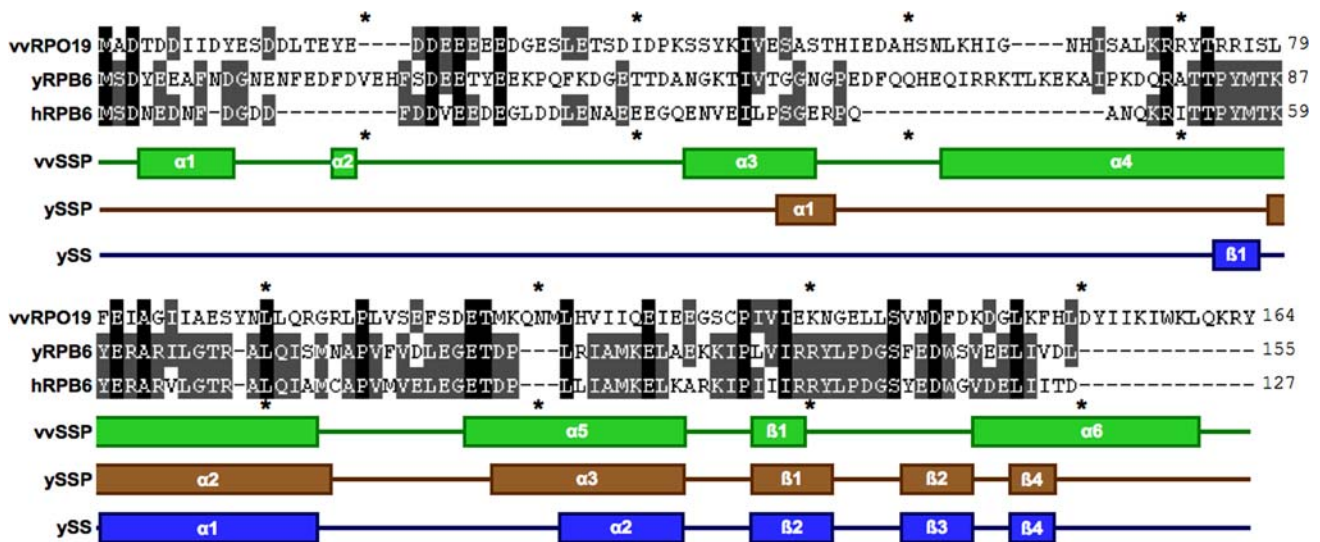 * * * *
vvRPO19 MADTDDIIDYESDDLTEYE----DDEEEEEDGESLETSDIDPKSSYKIVESASTHIEDAHSNLKHIG----NHISALKRRYTRRISL 79
yRPB6 MSDYEEAFNDGNENFEDFDVEHFSDEETYEEKPQFKDGETTDANGKTIVTGGNGPEDFQQHEQIRRKTLKEKAIPKDQRATTPYMTK 87
hRPB6 MSDNEDNF-DGDD---------FDDVEEDEGLDDLENAEEEGQENVEILPSGERPQ------------------ANQKRITTPYMTK 59
* * * *
vvSSP α1 α2 α3 α4
ySSP α1
ySS ß1
* * * *
vvRPO19 FEIAGIIAESYNLLQRGRLPLVSEFSDETMKQNMLHVIIQEIEEGSCPIVIEKNGELLSVNDFDKDGLKFHLDYIIKIWKLQKRY 164
yRPB6 YERARILGTR-ALQISMNAPVFVDLEGETDP---LRIAMKELAEKKIPLVIRRYLPDGSFEDWSVEELIVDL------------- 155
hRPB6 YERARVLGTR-ALQIAMCAPVMVELEGETDP---LLIAMKELKARKIPIIIRRYLPDGSYEDWGVDELIITD------------- 127
* * * *
vvSSP α5 ß1 α6
ySSP α2 α3 ß1 ß2 ß4
ySS α1 α2 ß2 ß3 ß4